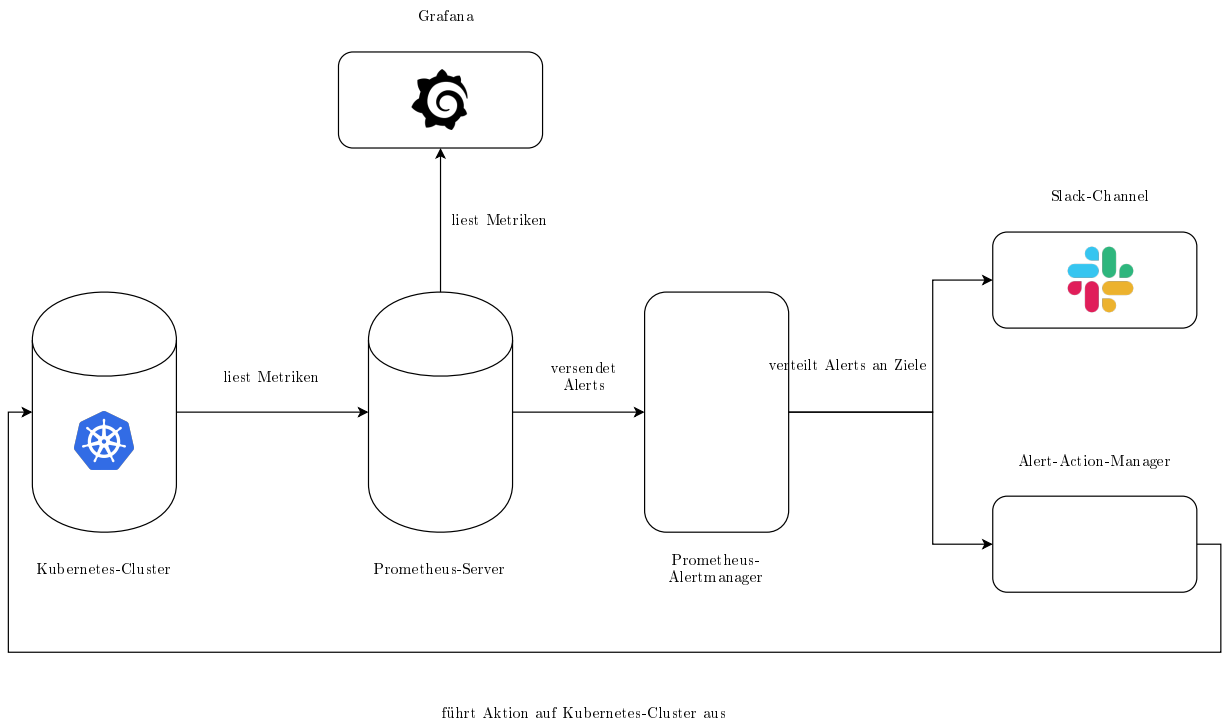 Grafana
liest Metriken
Slack-Channel
liest Metriken
versendet
Alerts
verteilt Alerts an Ziele
Alert-Action-Manager
Kubernetes-Cluster
Prometheus-Server
Prometheus-
Alertmanager
führt Aktion auf Kubernetes-Cluster aus